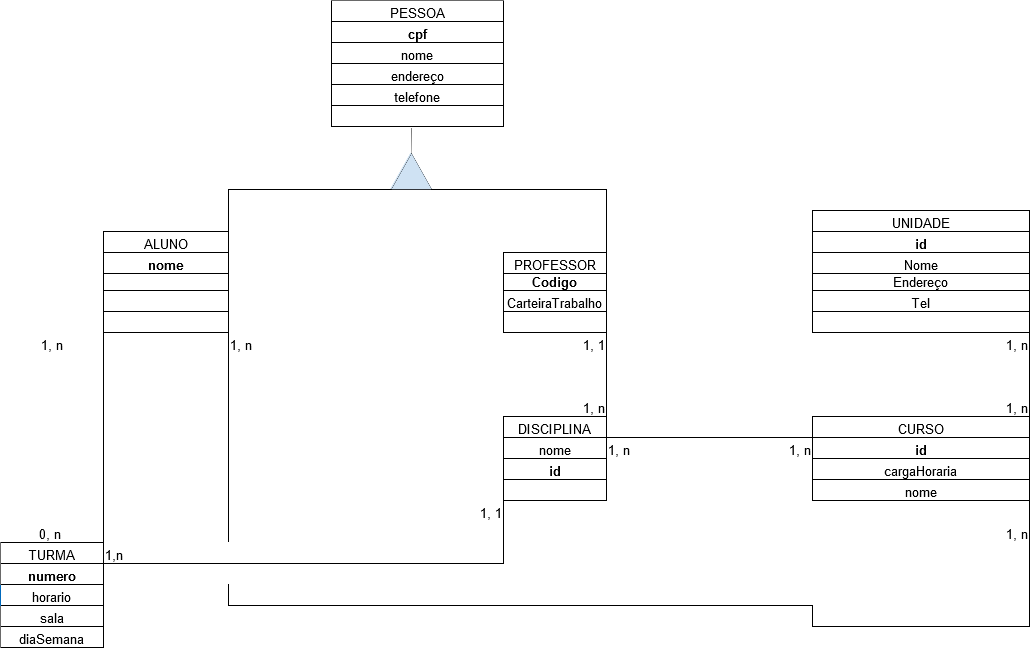 PESSOA
cpf
nome
endereço
telefone
ALUNO
nome
PROFESSOR
Codigo
CarteiraTrabalho
UNIDADE
id
Nome
Endereço
Tel
1, n
1, n
1, 1
1, n
1, n
1, n
DISCIPLINA
nome
id
1, n
1, n
CURSO
id
cargaHoraria
nome
1, 1
0, n
1, n
TURMA
1,n
numero
horario
sala
diaSemana